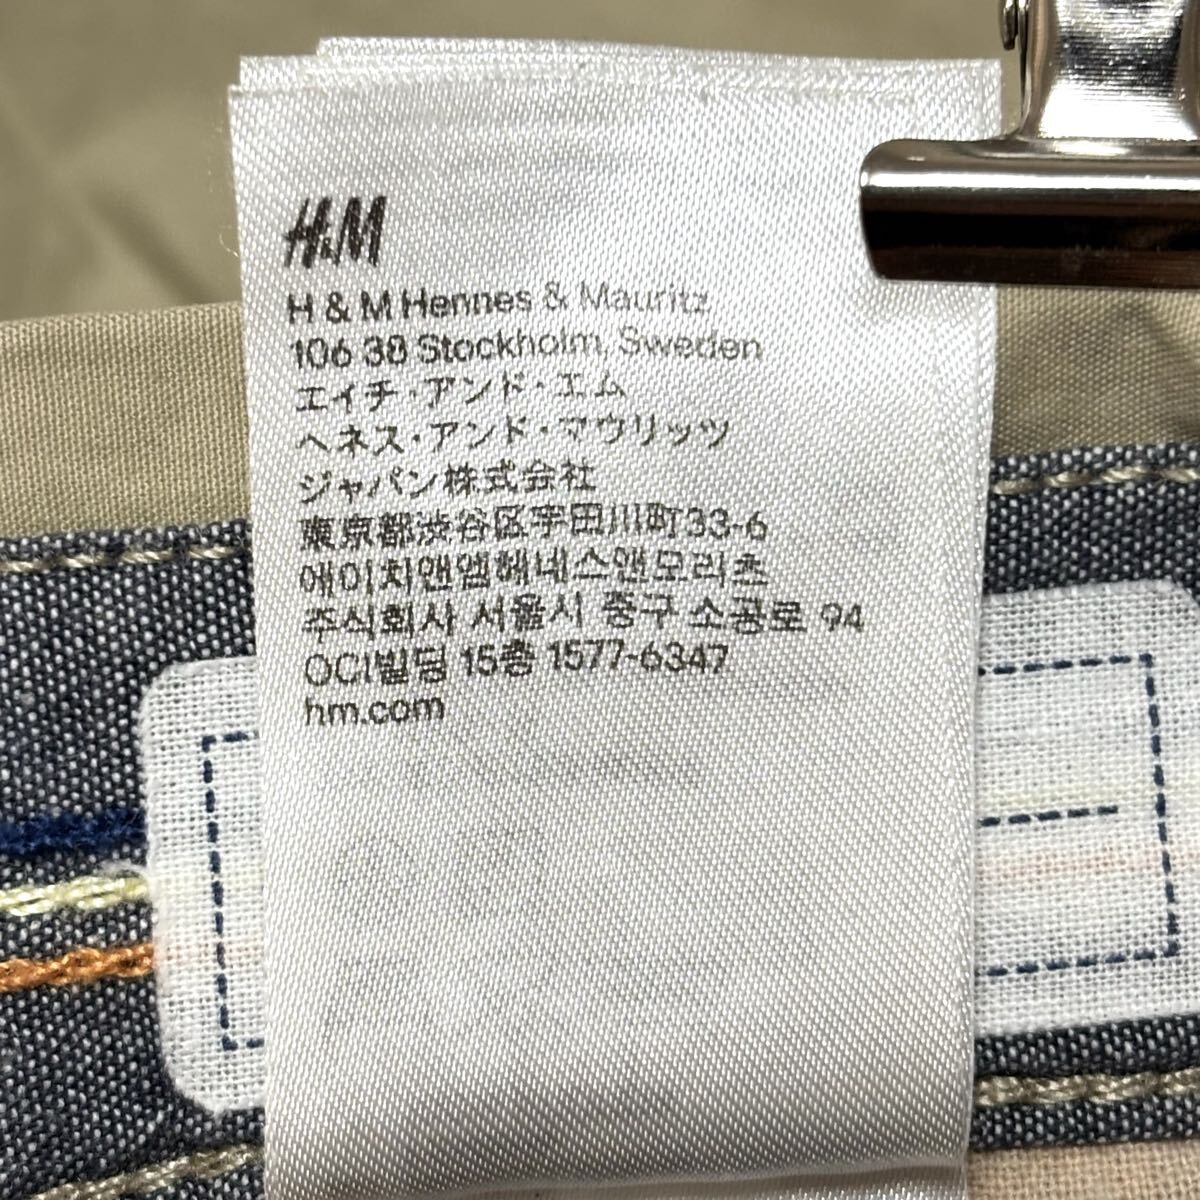 H&M
H & M Hennes & Mauritz
106 38 Stockholm, Sweden
エイチ・アンド・エム
ヘネス・アンド・マウリッツ
ジャパン株式会社
東京都渋谷区宇田川町33-6
에이치앤엠헤네스앤모리츠
주식회사 서울시 중구 소공로 94
OCI빌딩 15층 1577-6347
hm.com